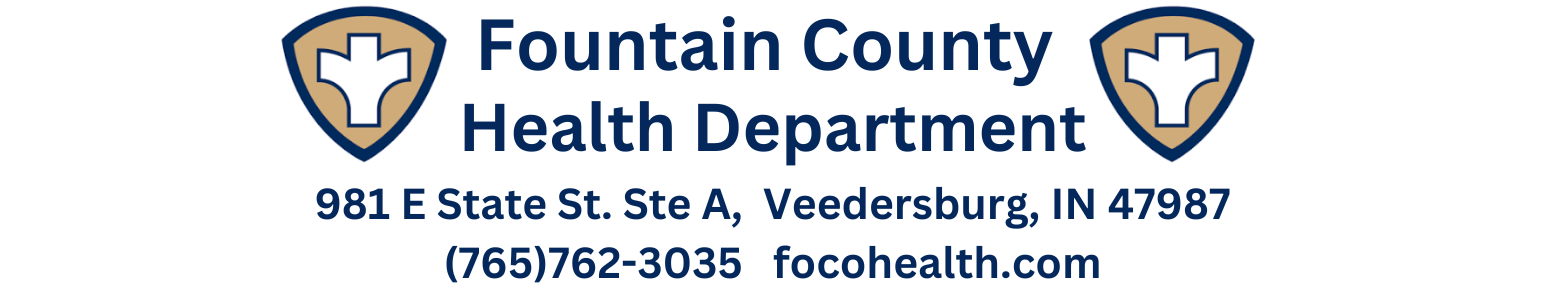 Fountain County
Health Department
981 E State St. Ste A, Veedersburg, IN 47987
(765)762-3035 focohealth.com